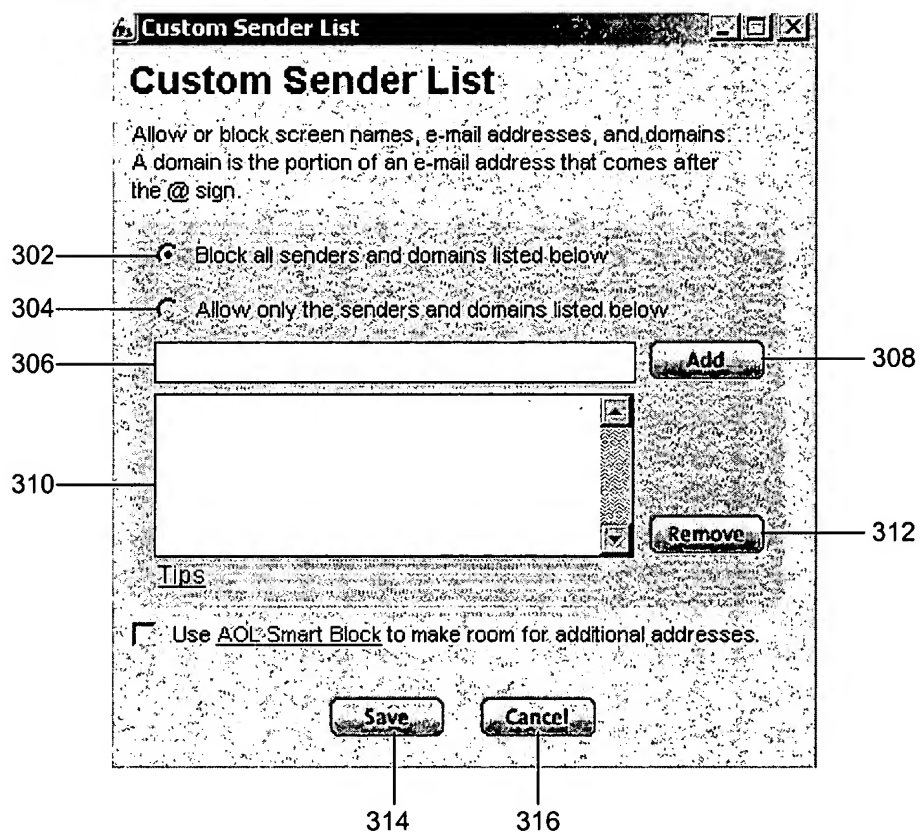 Custom Sender List
Custom Sender List
Allow or block screen names, e-mail addresses, and domains.
A domain is the portion of an e-mail address that comes after
the @ sign.
302
Block all senders and domains listed below
304
Allow only the senders and domains listed below
306
Add
308
310
Remove
312
Tips
Use AOL Smart Block to make room for additional addresses.
Save
Cancel
314
316